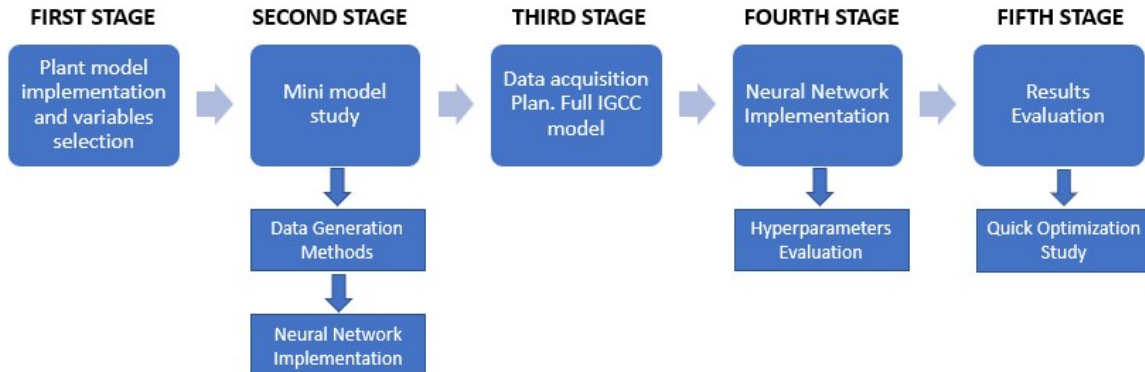 FIRST STAGE
SECOND STAGE
THIRD STAGE
FOURTH STAGE
FIFTH STAGE
Plant model
implementation
and variables
selection
Mini model
study
Data acquisition
Plan. Full IGCC
model
Neural Network
Implementation
Results
Evaluation
Data Generation
Methods
Neural Network
Implementation
Hyperparameters
Evaluation
Quick Optimization
Study